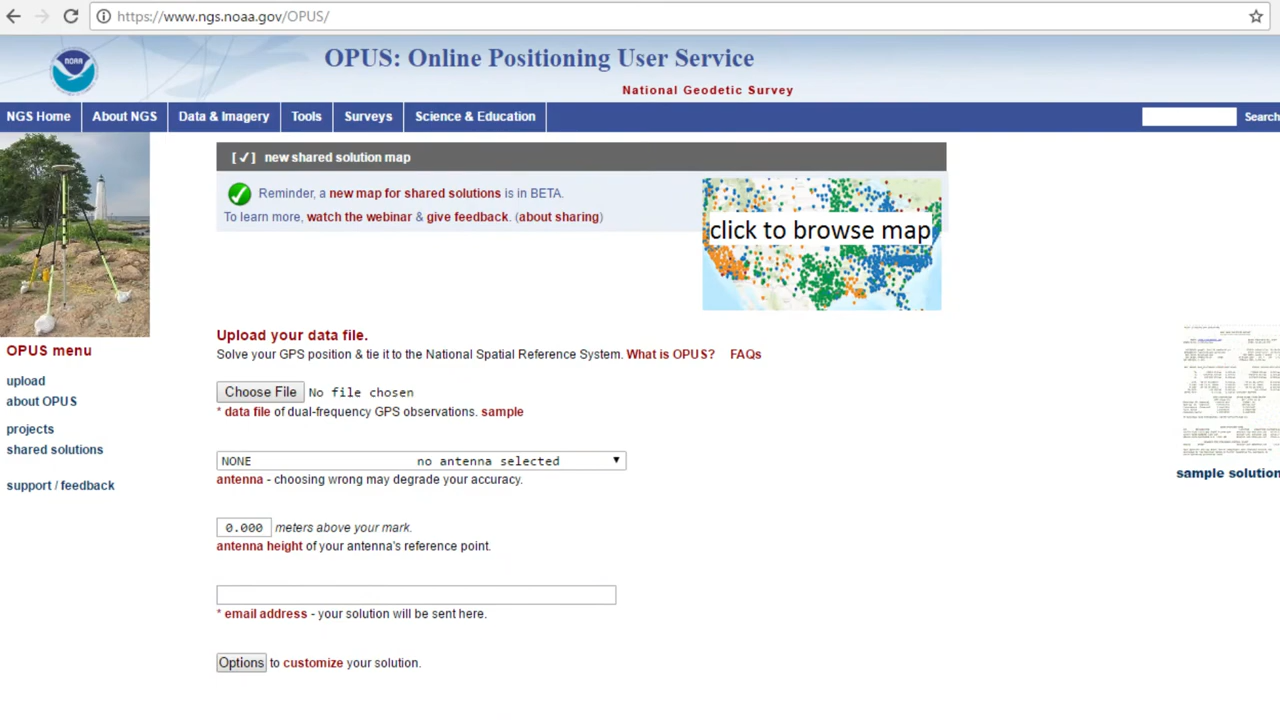 https://www.ngs.noaa.gov/OPUS/
NOAA
OPUS: Online Positioning User Service
National Geodetic Survey
NGS Home About NGS Data & Imagery Tools Surveys Science & Education Search
[✓] new shared solution map
Reminder, a new map for shared solutions is in BETA.
To learn more, watch the webinar & give feedback. (about sharing)
click to browse map
OPUS menu
upload
about OPUS
projects
shared solutions
support / feedback
Upload your data file.
Solve your GPS position & tie it to the National Spatial Reference System. What is OPUS? FAQs
Choose File No file chosen
* data file of dual-frequency GPS observations. sample
NONE no antenna selected
antenna - choosing wrong may degrade your accuracy.
0.000 meters above your mark.
antenna height of your antenna's reference point.
* email address - your solution will be sent here.
Options to customize your solution.
sample solution